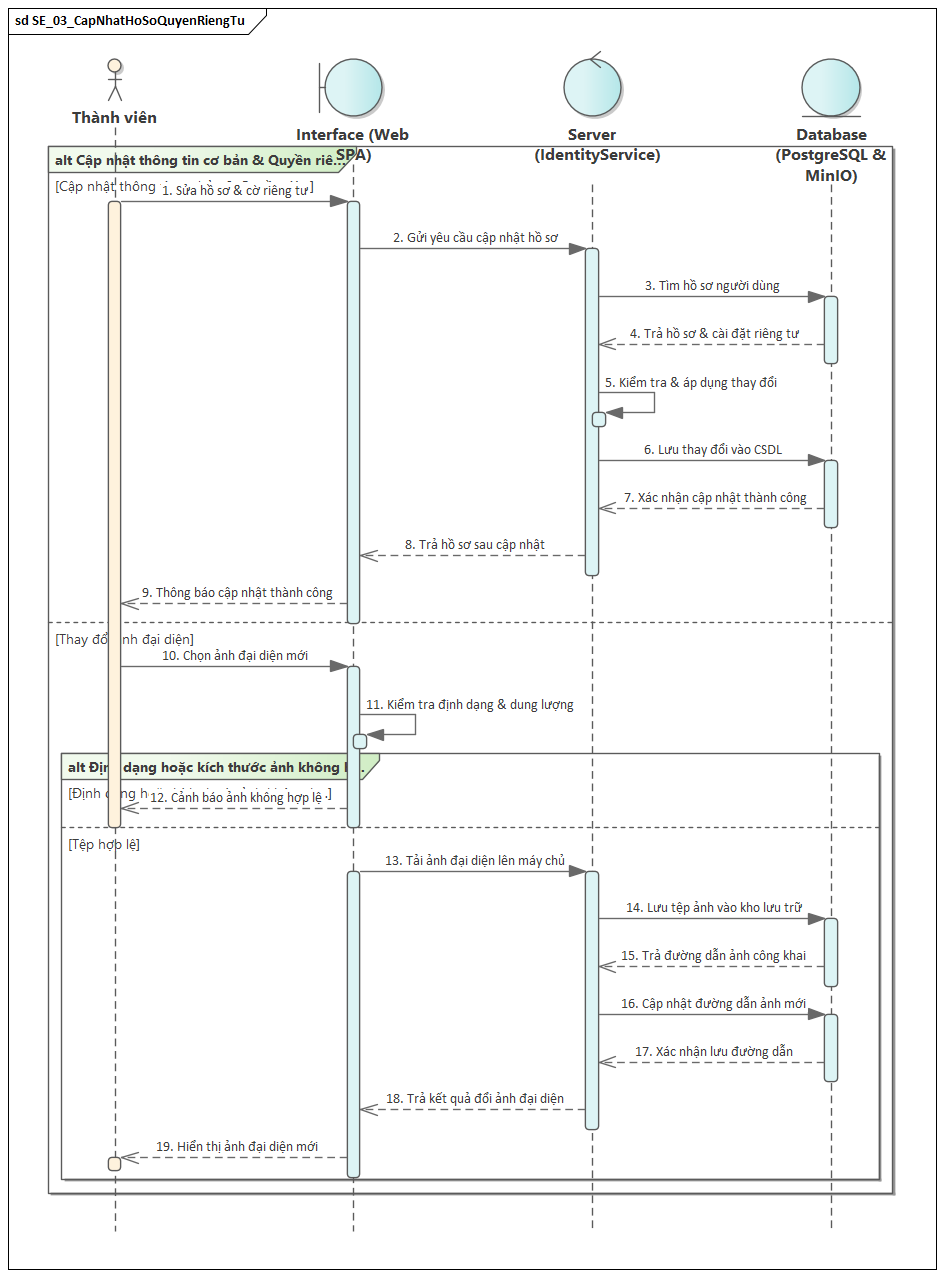 sd SE_03_CapNhatHoSoQuyenRiengTu
Thành viên
Interface (Web
SPA)
Server
(IdentityService)
Database
(PostgreSQL &
MinIO)
alt Cập nhật thông tin cơ bản & Quyền riê...
[Cập nhật thông
1. Sửa hồ sơ & cờ riêng tư
2. Gửi yêu cầu cập nhật hồ sơ
3. Tìm hồ sơ người dùng
4. Trả hồ sơ & cài đặt riêng tư
5. Kiểm tra & áp dụng thay đổi
6. Lưu thay đổi vào CSDL
7. Xác nhận cập nhật thành công
8. Trả hồ sơ sau cập nhật
9. Thông báo cập nhật thành công
[Thay đổi ảnh đại diện]
10. Chọn ảnh đại diện mới
11. Kiểm tra định dạng & dung lượng
alt Định dạng hoặc kích thước ảnh không h...
[Định dạng
12. Cảnh báo ảnh không hợp lệ
[Tệp hợp lệ]
13. Tải ảnh đại diện lên máy chủ
14. Lưu tệp ảnh vào kho lưu trữ
15. Trả đường dẫn ảnh công khai
16. Cập nhật đường dẫn ảnh mới
17. Xác nhận lưu đường dẫn
18. Trả kết quả đổi ảnh đại diện
19. Hiển thị ảnh đại diện mới